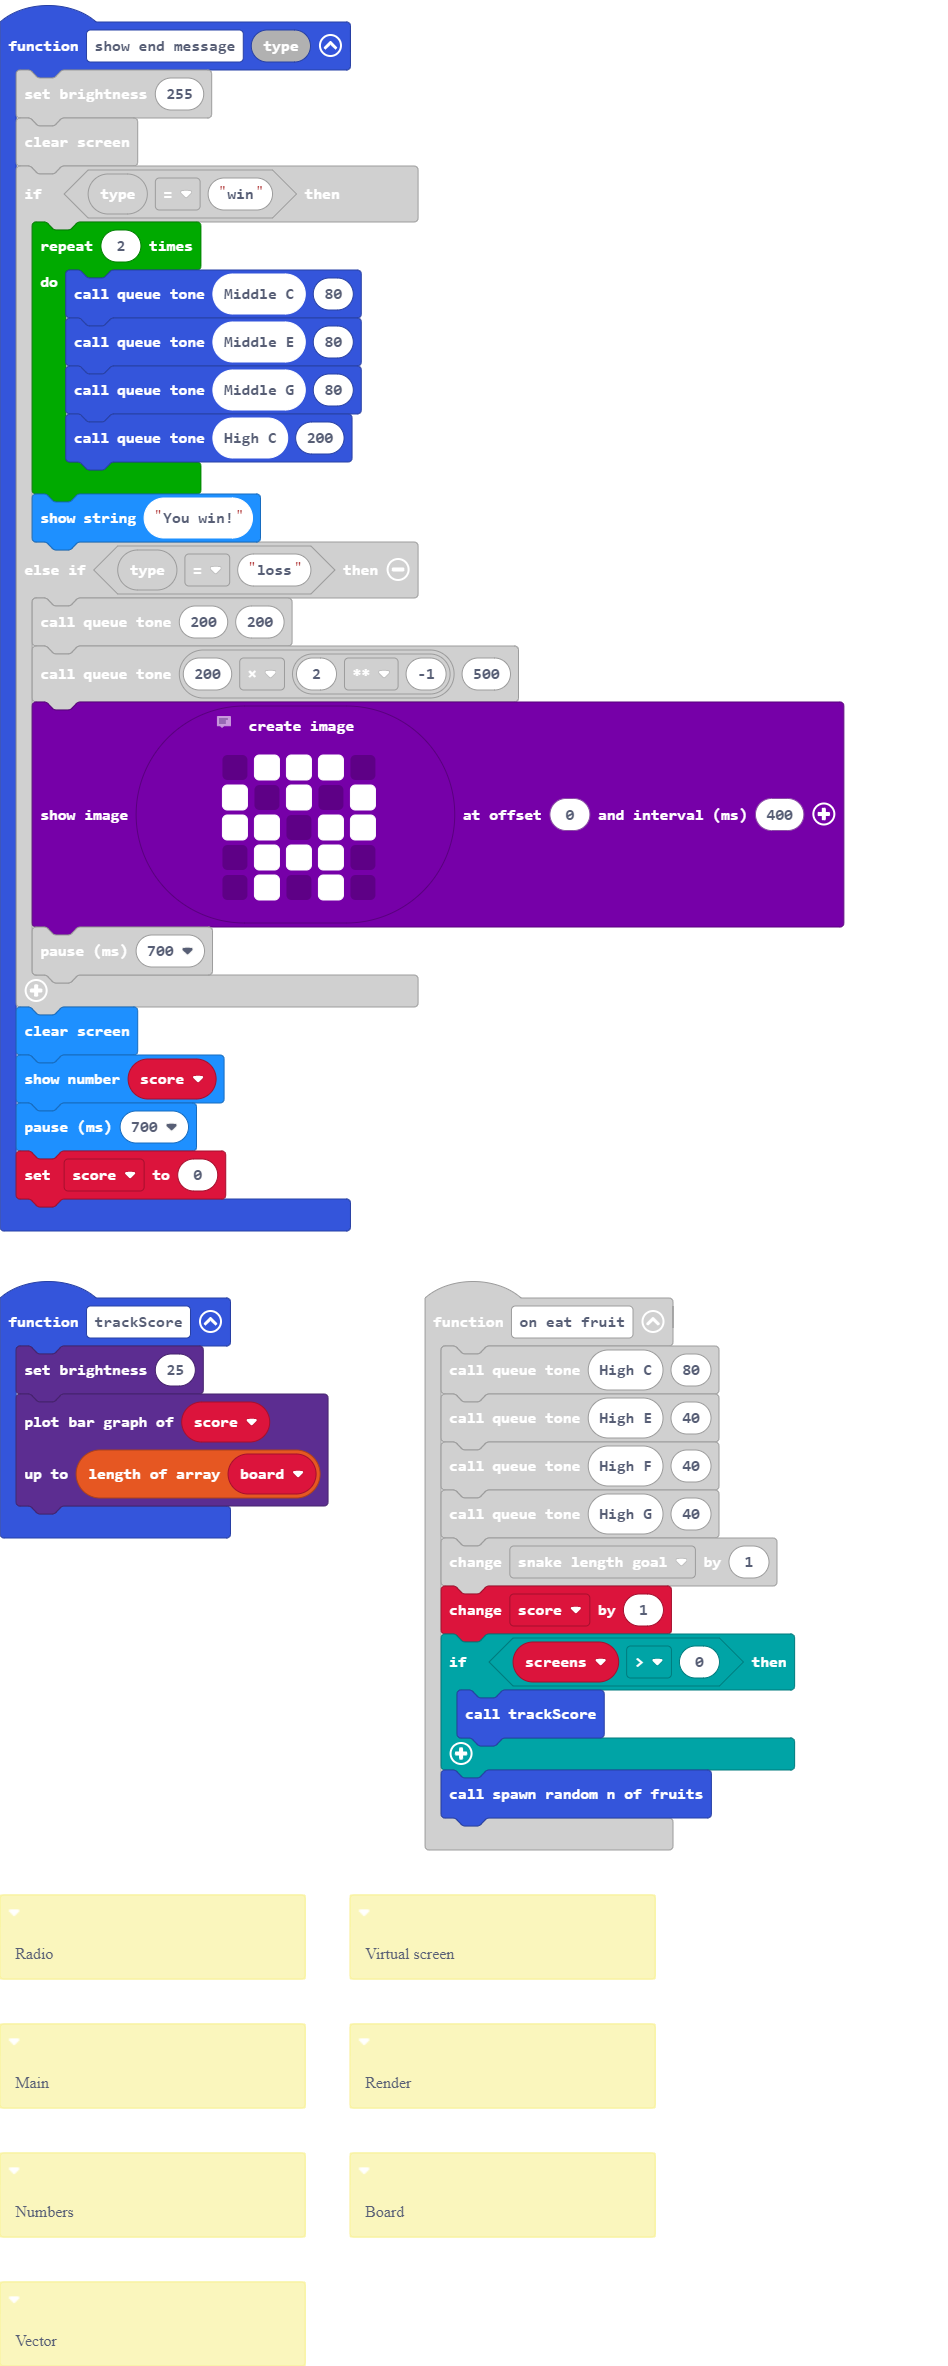 function show end message type
set brightness 255
clear screen
if type = "win" then
repeat 2 times
do call queue tone Middle C 80
call queue tone Middle E 80
call queue tone Middle G 80
call queue tone High C 200
show string "You win!"
else if type = "loss" then
call queue tone 200 200
call queue tone 200 × 2 ** -1 500
create image
show image at offset 0 and interval (ms) 400
pause (ms) 700
clear screen
show number score
pause (ms) 700
set score to 0
function trackScore
set brightness 25
plot bar graph of score
up to length of array board
function on eat fruit
call queue tone High C 80
call queue tone High E 40
call queue tone High F 40
call queue tone High G 40
change snake length goal by 1
change score by 1
if screens > 0 then
call trackScore
call spawn random n of fruits
Radio
Virtual screen
Main
Render
Numbers
Board
Vector